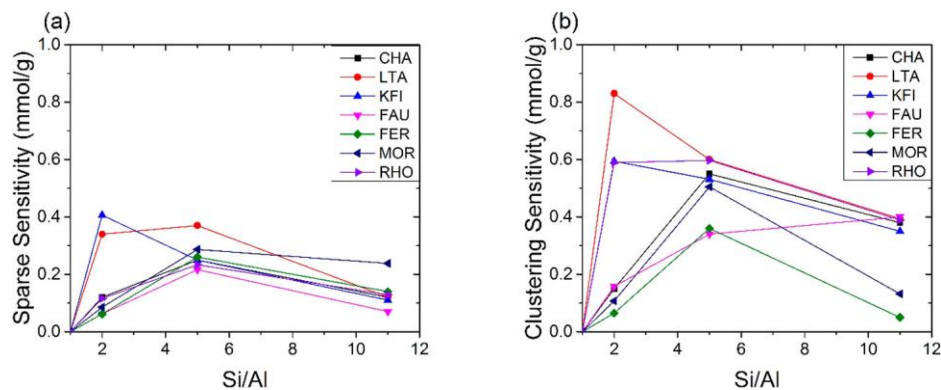 (a)
Sparse Sensitivity (mmol/g)
1.0
0.8
0.6
0.4
0.2
0.0
2 4 6 8 10 12
Si/Al
CHA
LTA
KFI
FAU
FER
MOR
RHO
(b)
Clustering Sensitivity (mmol/g)
1.0
0.8
0.6
0.4
0.2
0.0
2 4 6 8 10 12
Si/Al
CHA
LTA
KFI
FAU
FER
MOR
RHO